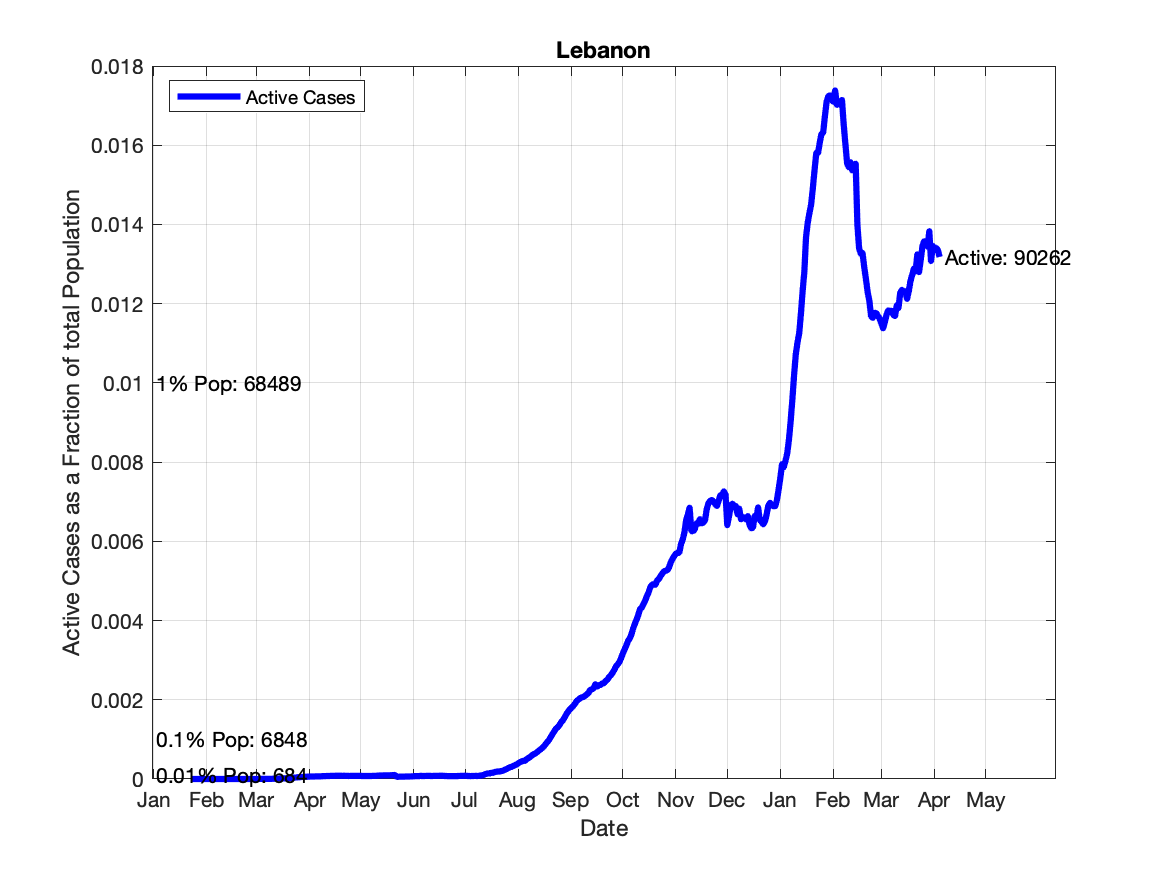 Lebanon
Active Cases
Active Cases as a Fraction of total Population
0.018
0.016
0.014
0.012
0.01
0.008
0.006
0.004
0.002
0
Active: 90262
1% Pop: 68489
0.1% Pop: 6848
0.01% Pop: 684
Jan Feb Mar Apr May Jun Jul Aug Sep Oct Nov Dec Jan Feb Mar Apr May
Date